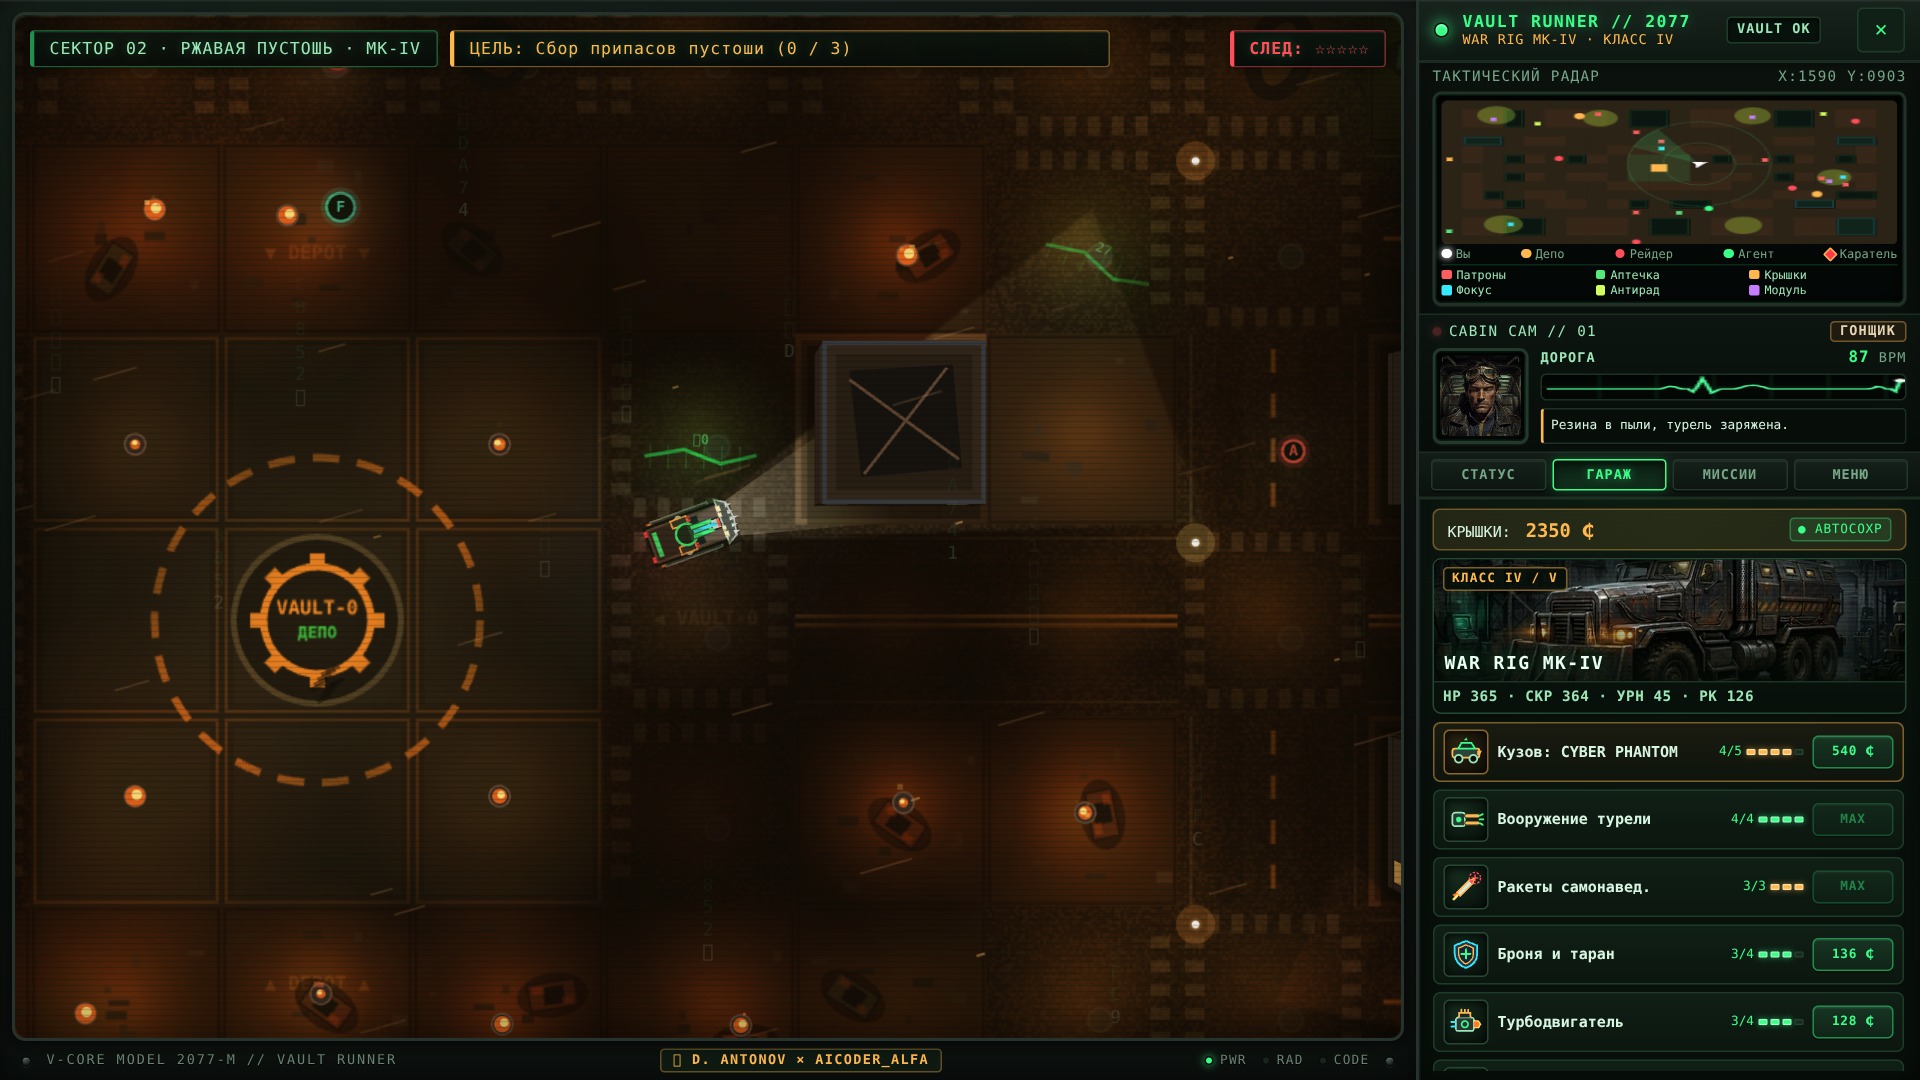 СЕКТОР 02 · РЖАВАЯ ПУСТОШЬ · МК-IV
ЦЕЛЬ: Сбор припасов пустоши (0 / 3)
СЛЕД: ☆☆☆☆☆
F
▼ DEPOT ▼
27
A
VAULT-0
ДЕПО
◀ VAULT-0
▲ DEPOT ▲
V-CORE MODEL 2077-M // VAULT RUNNER
D. ANTONOV × AICODER_ALFA
PWR
RAD
CODE
VAULT RUNNER // 2077
WAR RIG MK-IV · КЛАСС IV
VAULT OK
×
ТАКТИЧЕСКИЙ РАДАР
X:1590 Y:0903
Вы
Депо
Рейдер
Агент
Каратель
Патроны
Аптечка
Крышки
Фокус
Антирад
Модуль
CABIN CAM // 01
ГОНЩИК
ДОРОГА
87 BPM
Резина в пыли, турель заряжена.
СТАТУС
ГАРАЖ
МИССИИ
МЕНЮ
КРЫШКИ: 2350 ₵
● АВТОСОХР
КЛАСС IV / V
WAR RIG MK-IV
HP 365 · СКР 364 · УРН 45 · РК 126
Кузов: CYBER PHANTOM
4/5
540 ₵
Вооружение турели
4/4
MAX
Ракеты самонавед.
3/3
MAX
Броня и таран
3/4
136 ₵
Турбодвигатель
3/4
128 ₵